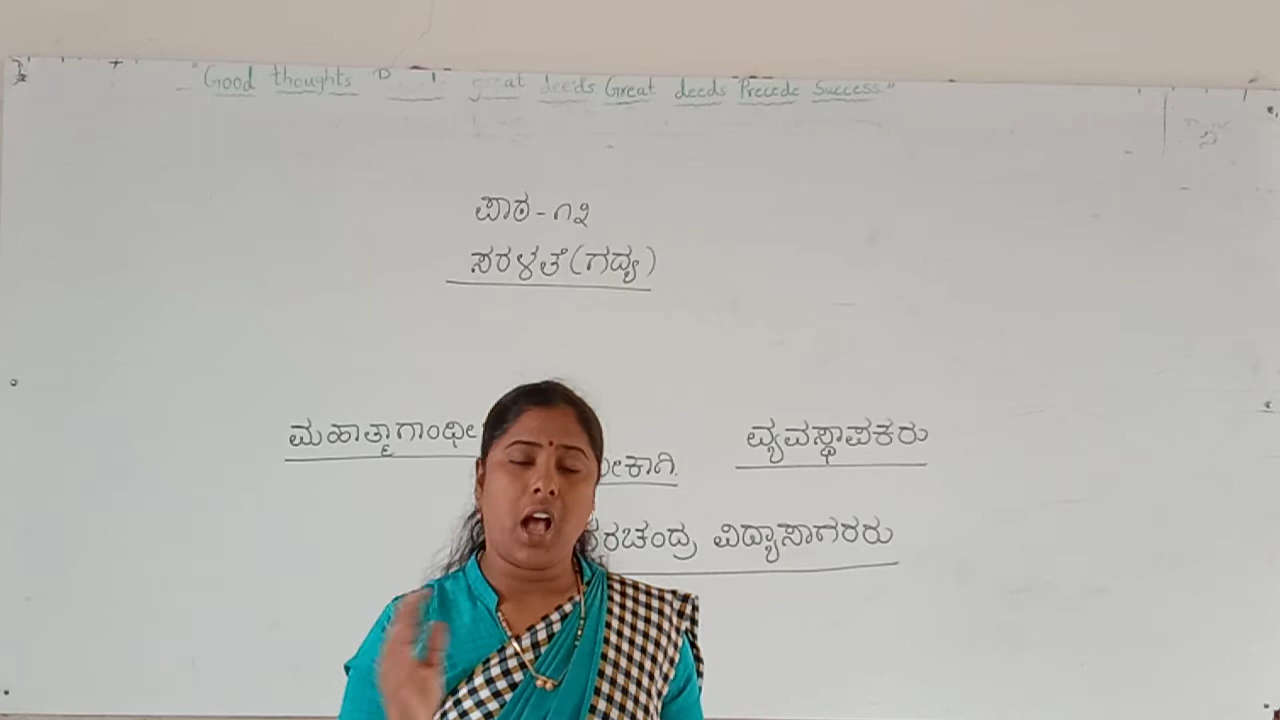 "Good thoughts great deeds Great deeds Precede Success"
ಪಾಠ-೧೨
ಸರಳತೆ(ಗದ್ಯ)
ಮಹಾತ್ಮಾಗಾಂಧೀ
ವ್ಯವಸ್ಥಾಪಕರು
ವಿದ್ಯಾಸಾಗರರು